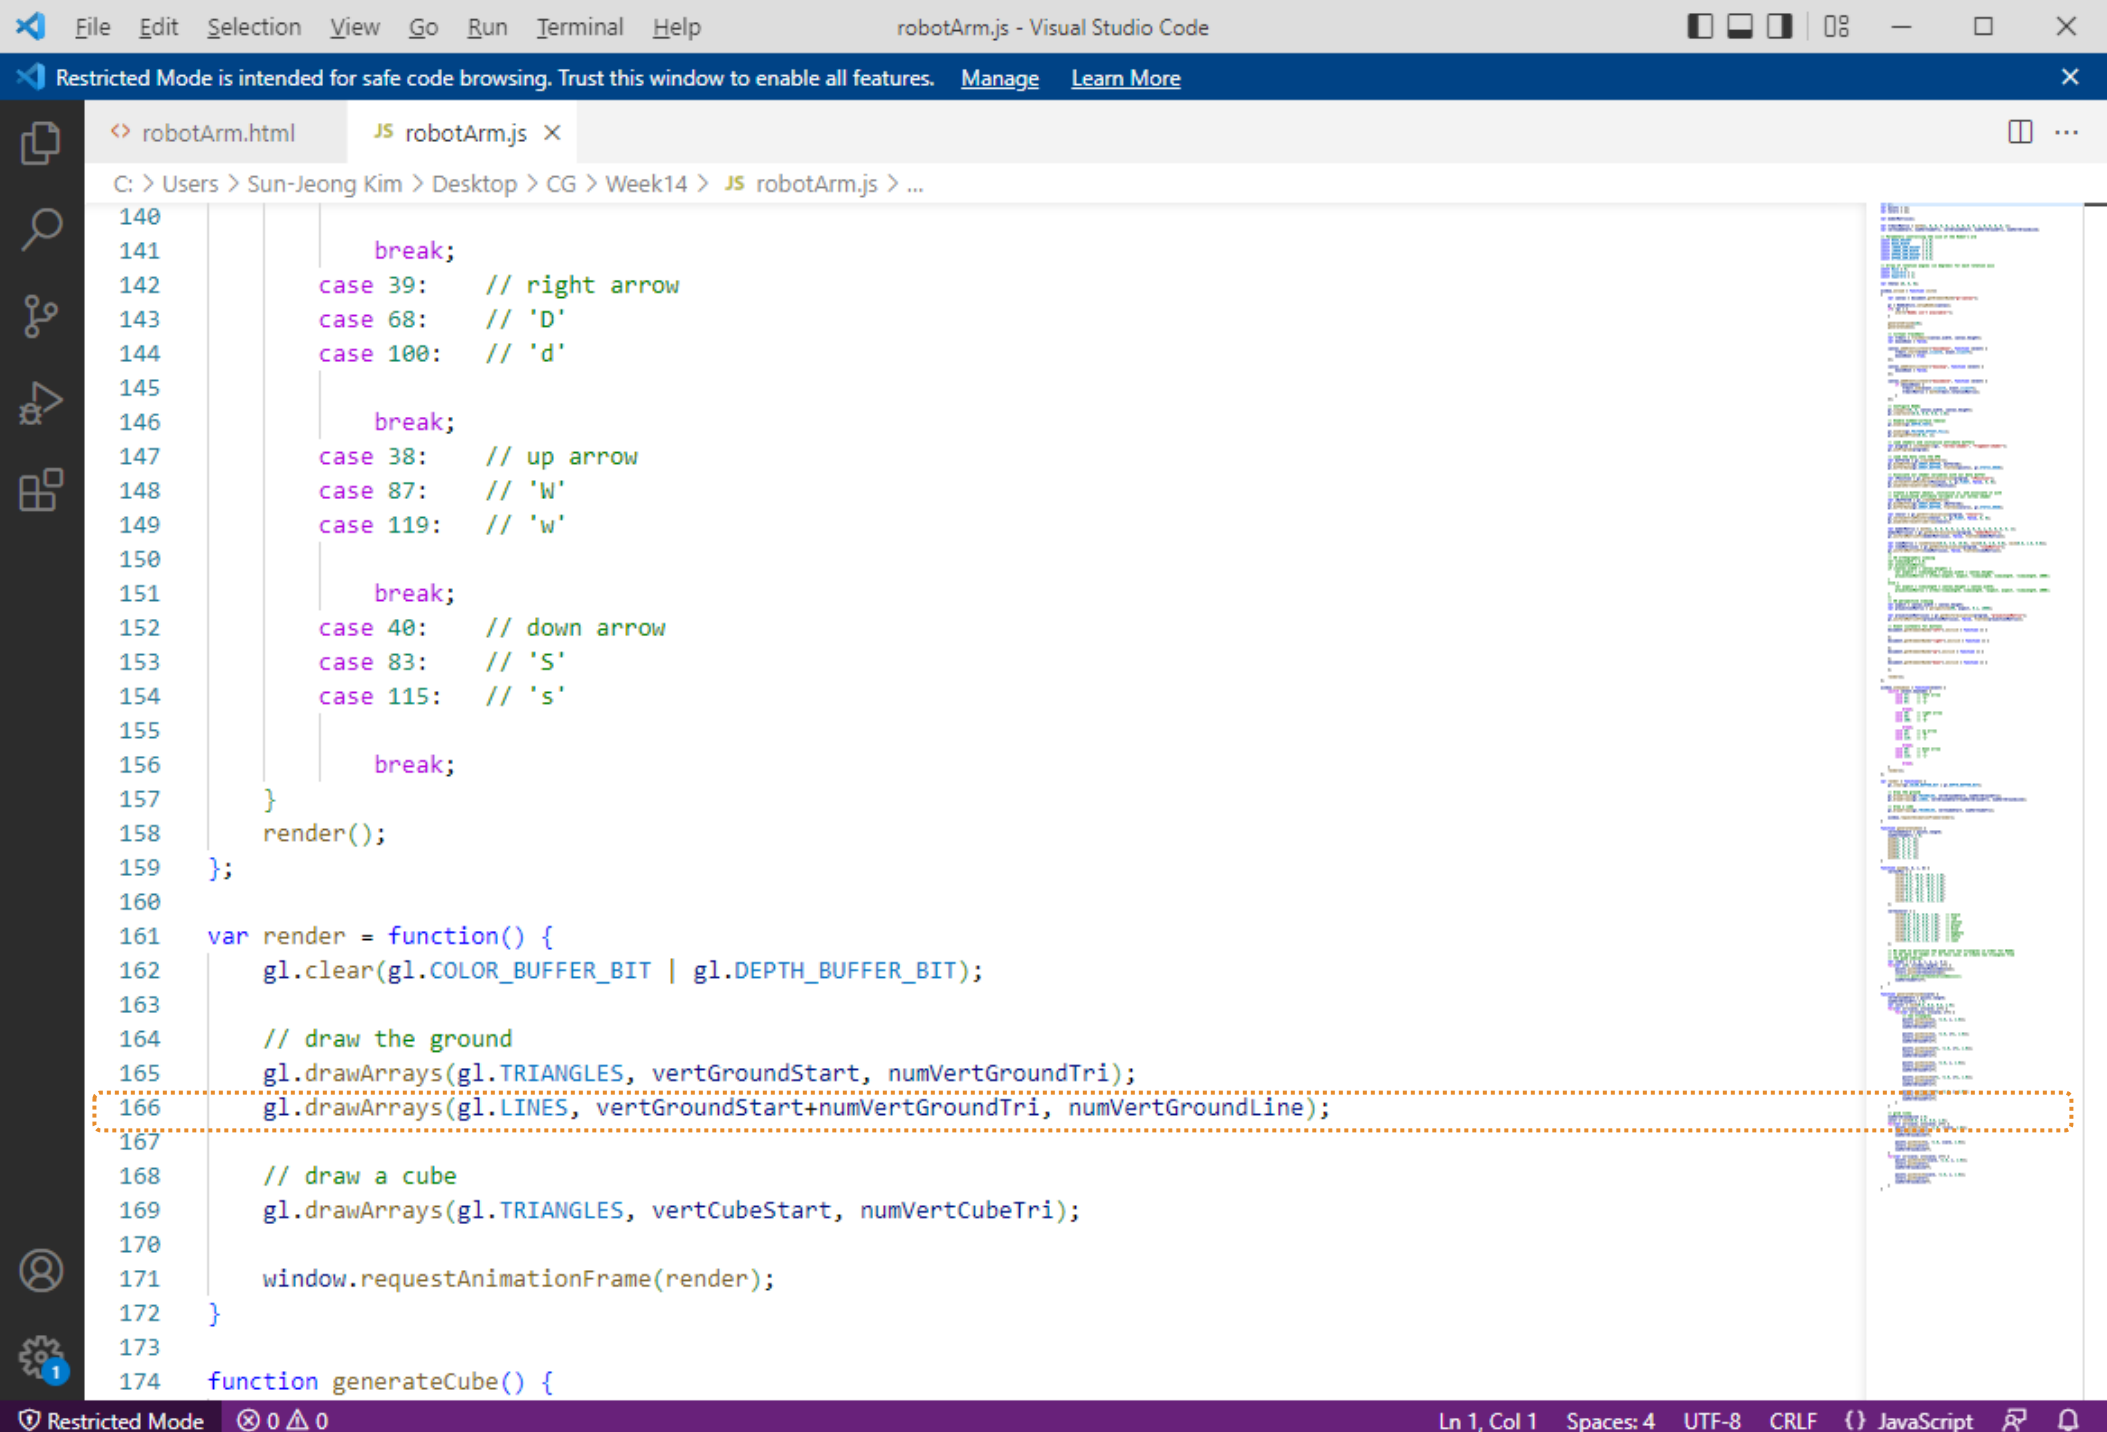 File Edit Selection View Go Run Terminal Help robotArm.js - Visual Studio Code
Restricted Mode is intended for safe code browsing. Trust this window to enable all features. Manage Learn More
<> robotArm.html JS robotArm.js
C: > Users > Sun-Jeong Kim > Desktop > CG > Week14 > JS robotArm.js > ...
140
141 break;
142 case 39: // right arrow
143 case 68: // 'D'
144 case 100: // 'd'
145
146 break;
147 case 38: // up arrow
148 case 87: // 'W'
149 case 119: // 'w'
150
151 break;
152 case 40: // down arrow
153 case 83: // 'S'
154 case 115: // 's'
155
156 break;
157 }
158 render();
159 };
160
161 var render = function() {
162 gl.clear(gl.COLOR_BUFFER_BIT | gl.DEPTH_BUFFER_BIT);
163
164 // draw the ground
165 gl.drawArrays(gl.TRIANGLES, vertGroundStart, numVertGroundTri);
166 gl.drawArrays(gl.LINES, vertGroundStart+numVertGroundTri, numVertGroundLine);
167
168 // draw a cube
169 gl.drawArrays(gl.TRIANGLES, vertCubeStart, numVertCubeTri);
170
171 window.requestAnimationFrame(render);
172 }
173
174 function generateCube() {
1
Restricted Mode 0 0 Ln 1, Col 1 Spaces: 4 UTF-8 CRLF {} JavaScript